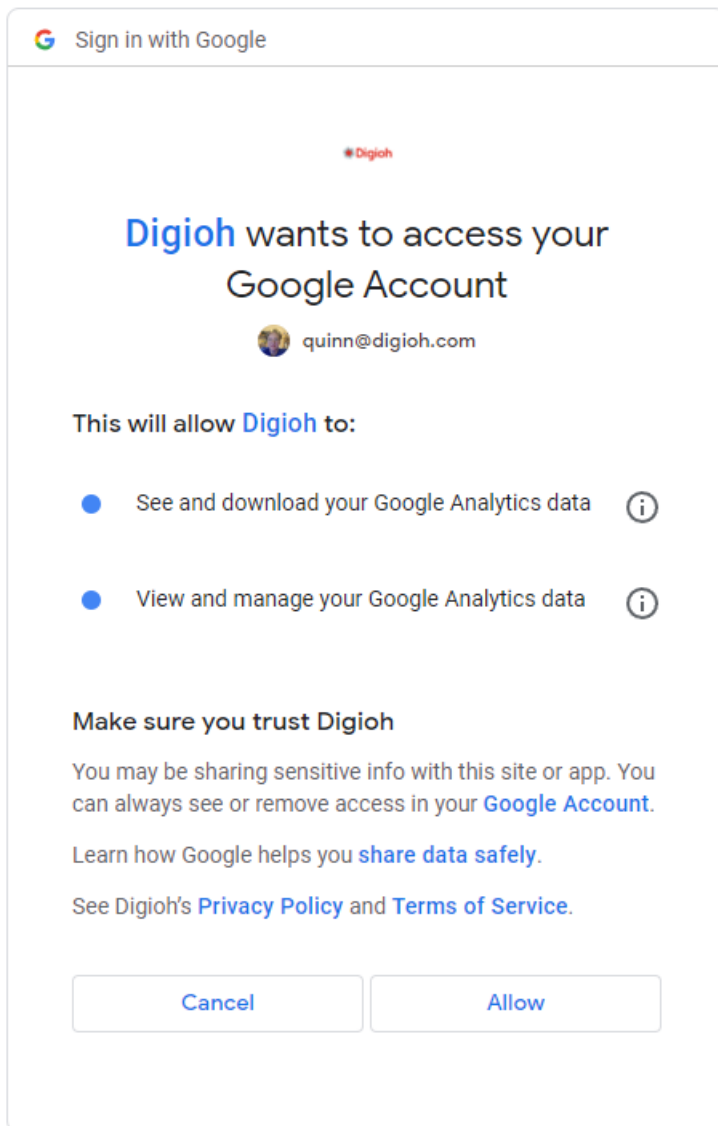 Sign in with Google
Digioh
Digioh wants to access your
Google Account
quinn@digioh.com
This will allow Digioh to:
See and download your Google Analytics data
View and manage your Google Analytics data
Make sure you trust Digioh
You may be sharing sensitive info with this site or app. You
can always see or remove access in your Google Account.
Learn how Google helps you share data safely.
See Digioh’s Privacy Policy and Terms of Service.
Cancel
Allow